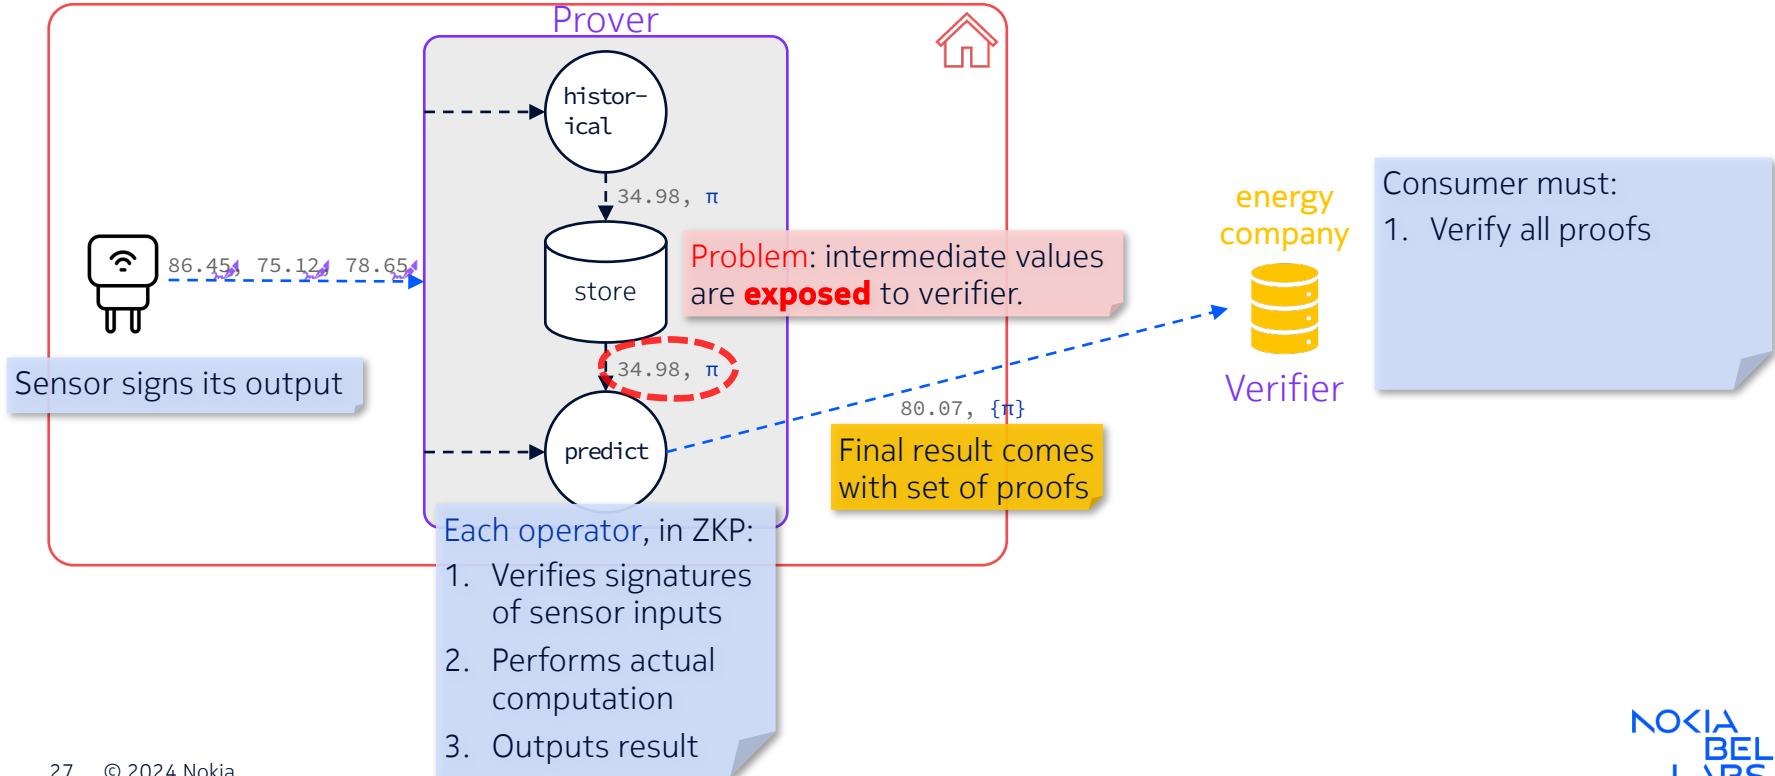 Prover
histor-
ical
34.98, π
energy
company
Consumer must:
1. Verify all proofs
86.45, 75.12, 78.65,
store
Problem: intermediate values
are exposed to verifier.
34.98, π
Sensor signs its output
Verifier
80.07, {π}
predict
Final result comes
with set of proofs
Each operator, in ZKP:
1. Verifies signatures
of sensor inputs
2. Performs actual
computation
3. Outputs result
27 © 2024 Nokia
NOKIA
BEL
LABS